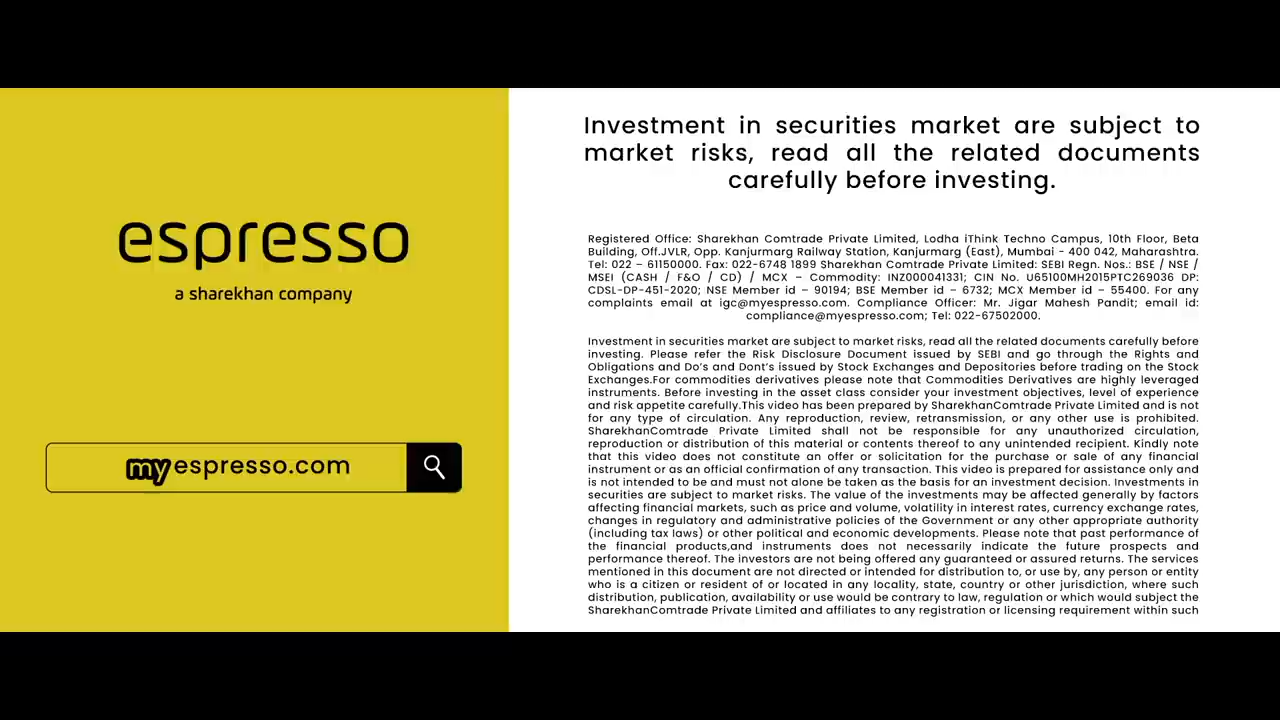 espresso
a sharekhan company
myespresso.com
Investment in securities market are subject to
market risks, read all the related documents
carefully before investing.
Registered Office: Sharekhan Comtrade Private Limited, Lodha iThink Techno Campus, 10th Floor, Beta
Building, Off.JVLR, Opp. Kanjurmarg Railway Station, Kanjurmarg (East), Mumbai - 400 042, Maharashtra.
Tel: 022 – 61150000. Fax: 022-6748 1899 Sharekhan Comtrade Private Limited: SEBI Regn. Nos.: BSE / NSE /
MSEI (CASH / F&O / CD) / MCX – Commodity: INZ000041331; CIN No. U65100MH2015PTC269036 DP:
CDSL-DP-451-2020; NSE Member id – 90194; BSE Member id – 6732; MCX Member id – 55400. For any
complaints email at igc@myespresso.com. Compliance Officer: Mr. Jigar Mahesh Pandit; email id:
compliance@myespresso.com; Tel: 022-67502000.
Investment in securities market are subject to market risks, read all the related documents carefully before
investing. Please refer the Risk Disclosure Document issued by SEBI and go through the Rights and
Obligations and Do's and Dont's issued by Stock Exchanges and Depositories before trading on the Stock
Exchanges.For commodities derivatives please note that Commodities Derivatives are highly leveraged
instruments. Before investing in the asset class consider your investment objectives, level of experience
and risk appetite carefully.This video has been prepared by SharekhanComtrade Private Limited and is not
for any type of circulation. Any reproduction, review, retransmission, or any other use is prohibited.
SharekhanComtrade Private Limited shall not be responsible for any unauthorized circulation,
reproduction or distribution of this material or contents thereof to any unintended recipient. Kindly note
that this video does not constitute an offer or solicitation for the purchase or sale of any financial
instrument or as an official confirmation of any transaction. This video is prepared for assistance only and
is not intended to be and must not alone be taken as the basis for an investment decision. Investments in
securities are subject to market risks. The value of the investments may be affected generally by factors
affecting financial markets, such as price and volume, volatility in interest rates, currency exchange rates,
changes in regulatory and administrative policies of the Government or any other appropriate authority
(including tax laws) or other political and economic developments. Please note that past performance of
the financial products,and instruments does not necessarily indicate the future prospects and
performance thereof. The investors are not being offered any guaranteed or assured returns. The services
mentioned in this document are not directed or intended for distribution to, or use by, any person or entity
who is a citizen or resident of or located in any locality, state, country or other jurisdiction, where such
distribution, publication, availability or use would be contrary to law, regulation or which would subject the
SharekhanComtrade Private Limited and affiliates to any registration or licensing requirement within such